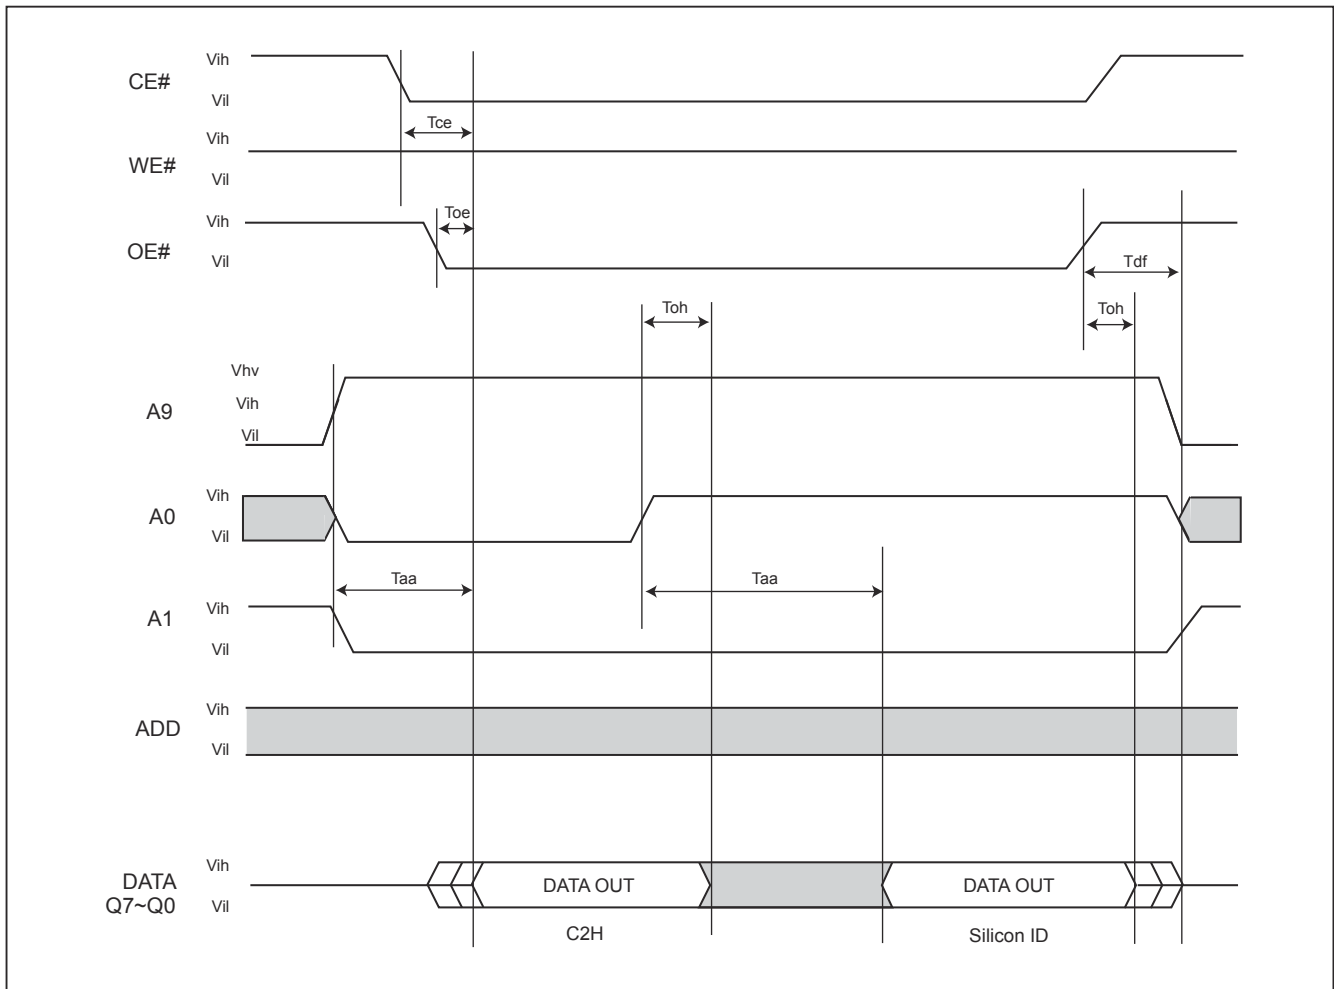 Vih
CE#
Vil
Tce
Vih
WE#
Vil
Toe
Vih
OE#
Vil
Tdf
Toh
Toh
Vhv
Vih
A9
Vil
Vih
A0
Vil
Taa
Taa
Vih
A1
Vil
Vih
ADD
Vil
Vih
DATA
Q7~Q0
Vil
DATA OUT
DATA OUT
C2H
Silicon ID